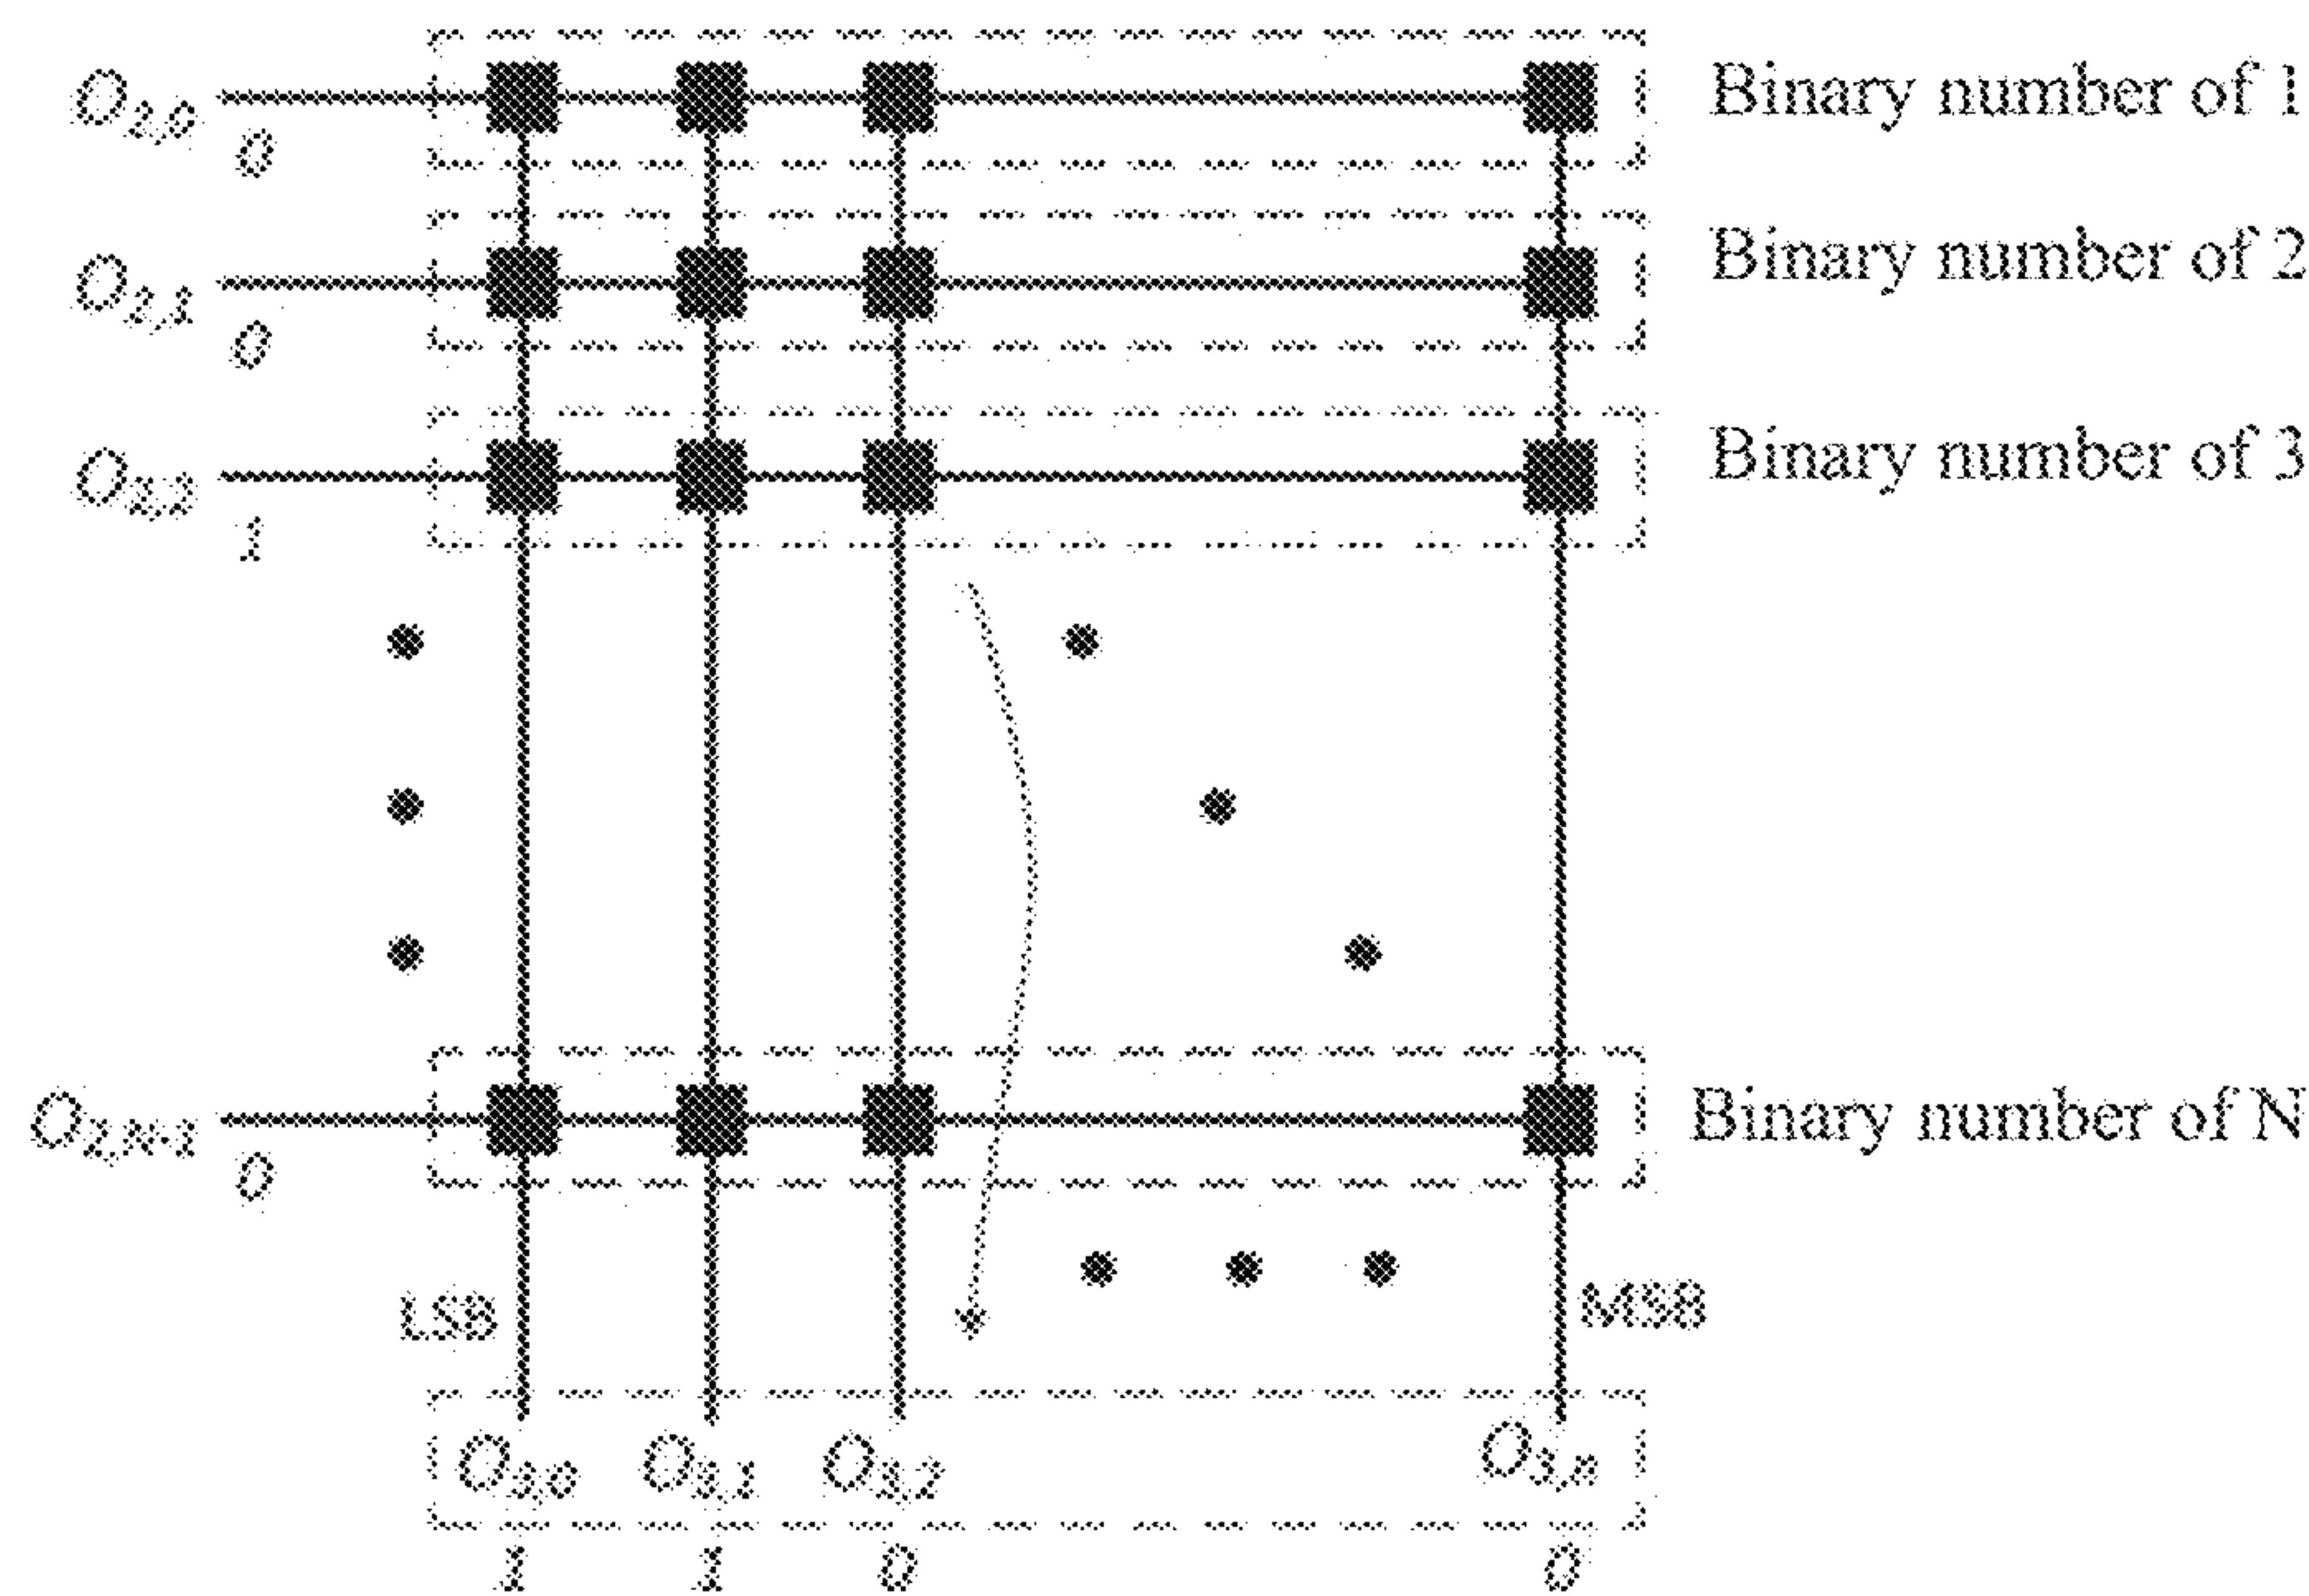 O2,0 Binary number of 1
0
O2,1 Binary number of 2
0
O2,2 Binary number of 3
1
O2,N-1 Binary number of N
0
LSB MSB
O3,0 O3,1 O3,2 O3,n
1 1 0 0